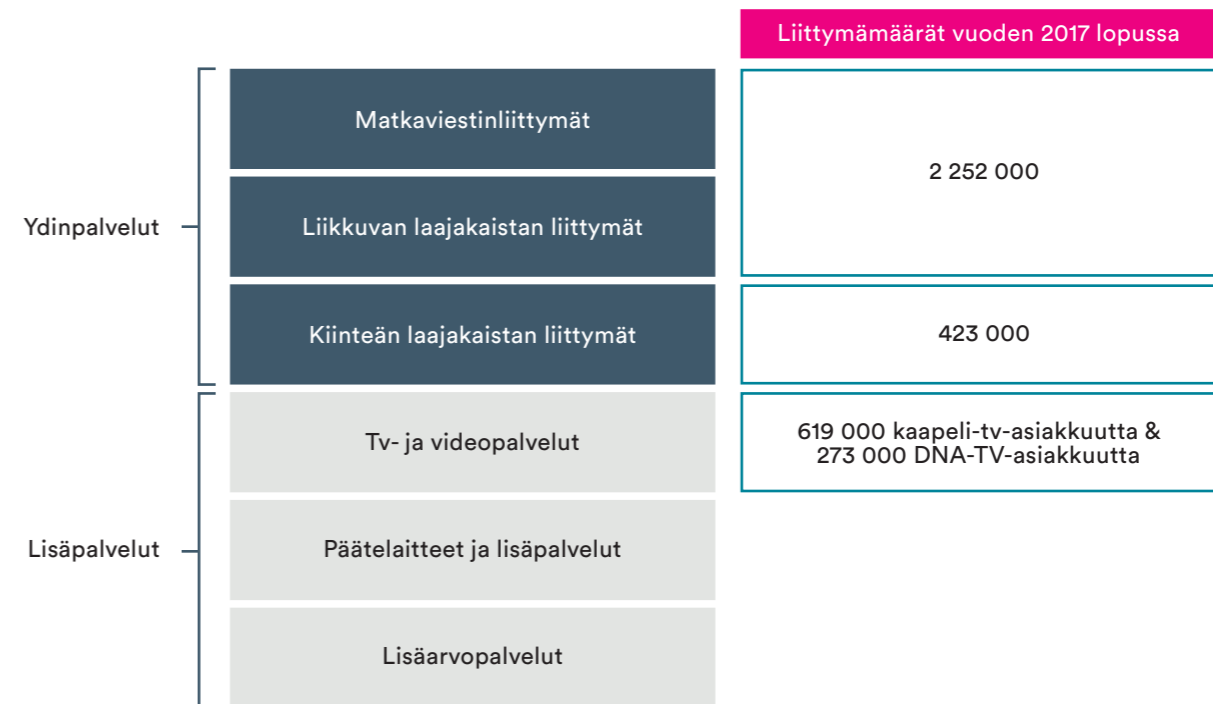 Liittymämäärät vuoden 2017 lopussa
Ydinpalvelut
Matkaviestinliittymät
Liikkuvan laajakaistan liittymät
2 252 000
Kiinteän laajakaistan liittymät
423 000
Lisäpalvelut
Tv- ja videopalvelut
619 000 kaapeli-tv-asiakkuutta &
273 000 DNA-TV-asiakkuutta
Päätelaitteet ja lisäpalvelut
Lisäarvopalvelut